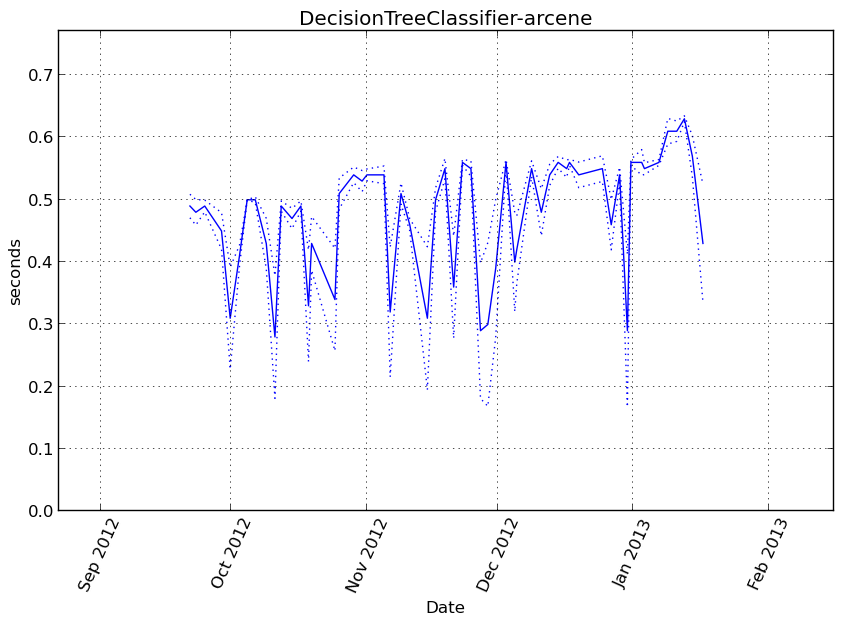 DecisionTreeClassifier-arcene
seconds
0.7
0.6
0.5
0.4
0.3
0.2
0.1
0.0
Sep 2012
Oct 2012
Nov 2012
Dec 2012
Jan 2013
Feb 2013
Date